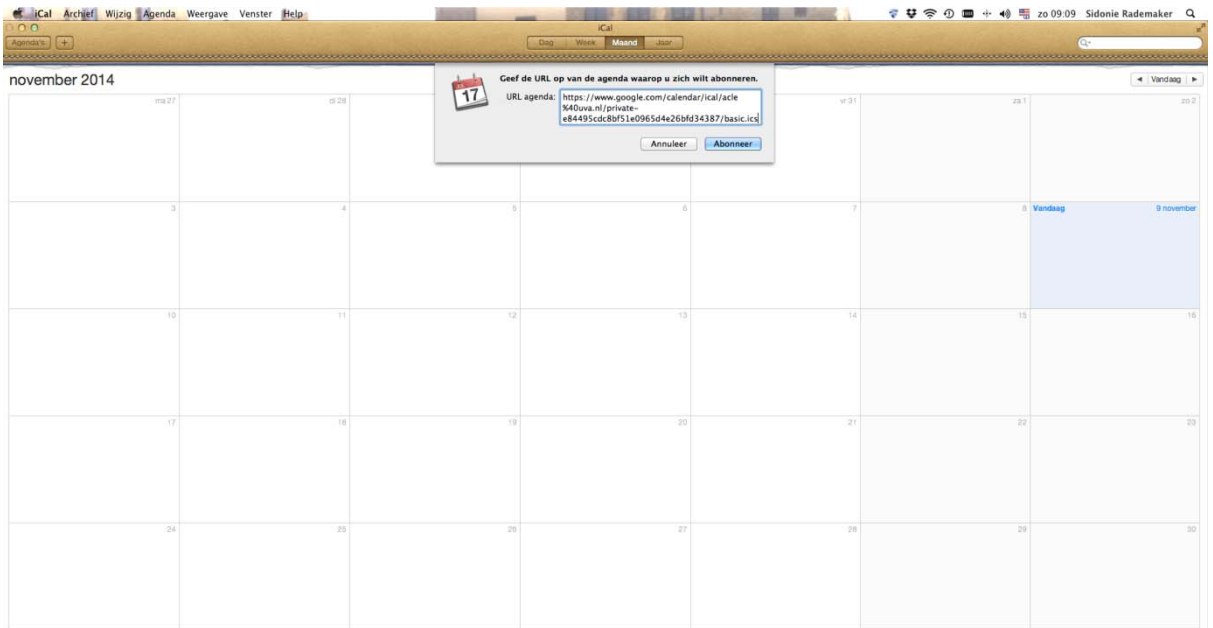 iCal Archief Wijzig Agenda Weergave Venster Help zo 09:09 Sidonie Rademaker
iCal
Agenda's + Dag Week Maand Jaar
november 2014 Vandaag
Geef de URL op van de agenda waarop u zich wilt abonneren.
URL agenda: https://www.google.com/calendar/ical/acle
%40uva.nl/private-
e84495cdc8bf51e0965d4e26bfd34387/basic.ics
Annuleer Abonneer
ma 27 di 28 vr 31 za 1 zo 2
3 4 5 6 7 8 Vandaag 9 november
10 11 12 13 14 15 16
17 18 19 20 21 22 23
24 25 26 27 28 29 30